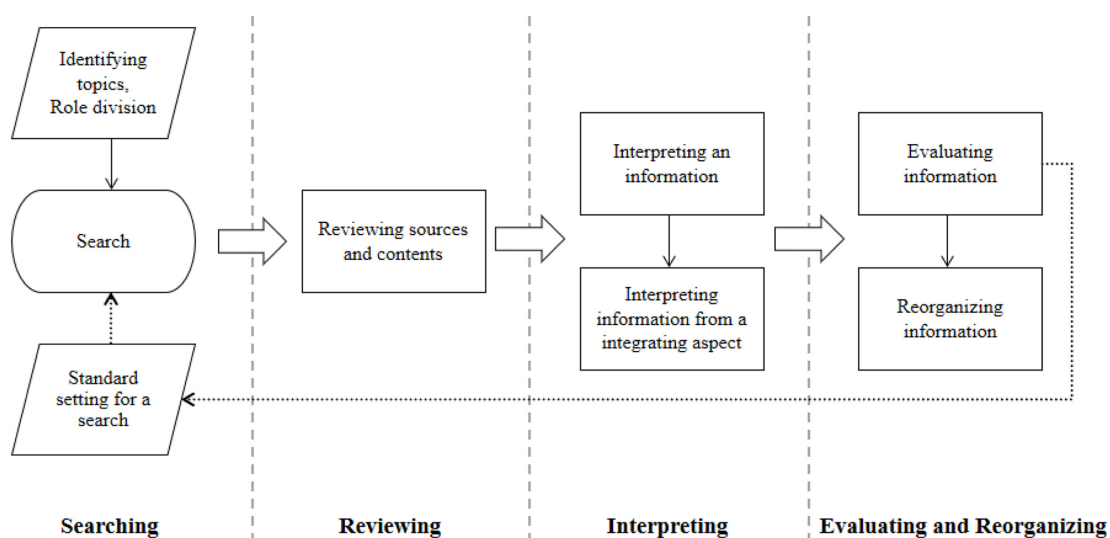 Identifying
topics,
Role division
Search
Standard
setting for a
search
Reviewing sources
and contents
Interpreting an
information
Interpreting
information from a
integrating aspect
Evaluating
information
Reorganizing
information
Searching
Reviewing
Interpreting
Evaluating and Reorganizing